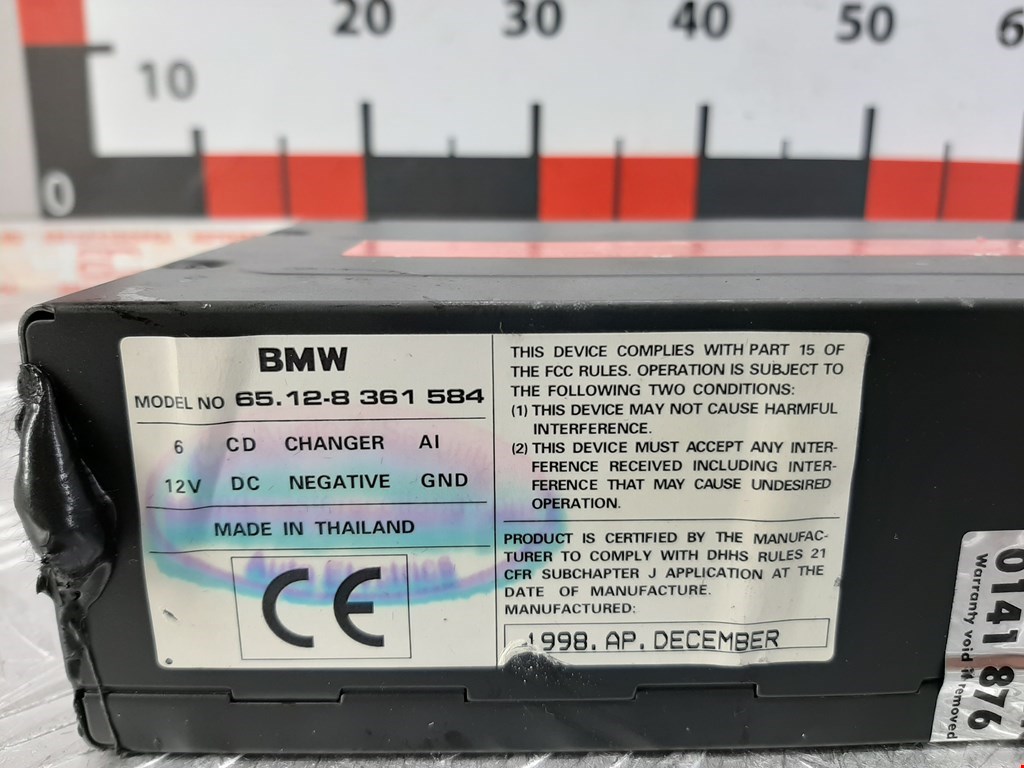 20 30 40 50 6
10
0
BMW
MODEL NO 65.12-8 361 584
6 CD CHANGER AI
12V DC NEGATIVE GND
MADE IN THAILAND
CE
THIS DEVICE COMPLIES WITH PART 15 OF
THE FCC RULES. OPERATION IS SUBJECT TO
THE FOLLOWING TWO CONDITIONS:
(1) THIS DEVICE MAY NOT CAUSE HARMFUL
INTERFERENCE.
(2) THIS DEVICE MUST ACCEPT ANY INTER-
FERENCE RECEIVED INCLUDING INTER-
FERENCE THAT MAY CAUSE UNDESIRED
OPERATION.
PRODUCT IS CERTIFIED BY THE MANUFAC-
TURER TO COMPLY WITH DHHS RULES 21
CFR SUBCHAPTER J APPLICATION AT THE
DATE OF MANUFACTURE.
MANUFACTURED:
1998. AP. DECEMBER
0141 876
Warranty void if removed